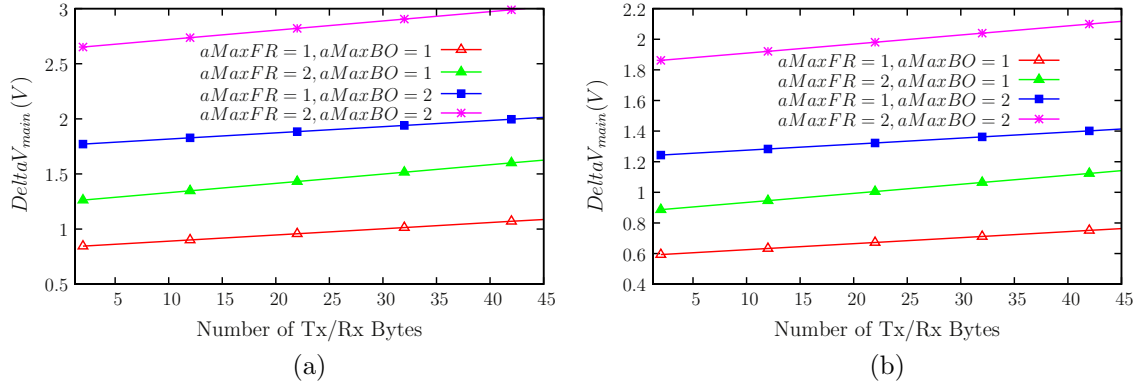 3
2.5
2
1.5
1
0.5
DeltaV_main(V)
aMaxFR = 1, aMaxBO = 1
aMaxFR = 2, aMaxBO = 1
aMaxFR = 1, aMaxBO = 2
aMaxFR = 2, aMaxBO = 2
5 10 15 20 25 30 35 40 45
Number of Tx/Rx Bytes
(a)
2.2
2
1.8
1.6
1.4
1.2
1
0.8
0.6
0.4
DeltaV_main(V)
aMaxFR = 1, aMaxBO = 1
aMaxFR = 2, aMaxBO = 1
aMaxFR = 1, aMaxBO = 2
aMaxFR = 2, aMaxBO = 2
5 10 15 20 25 30 35 40 45
Number of Tx/Rx Bytes
(b)